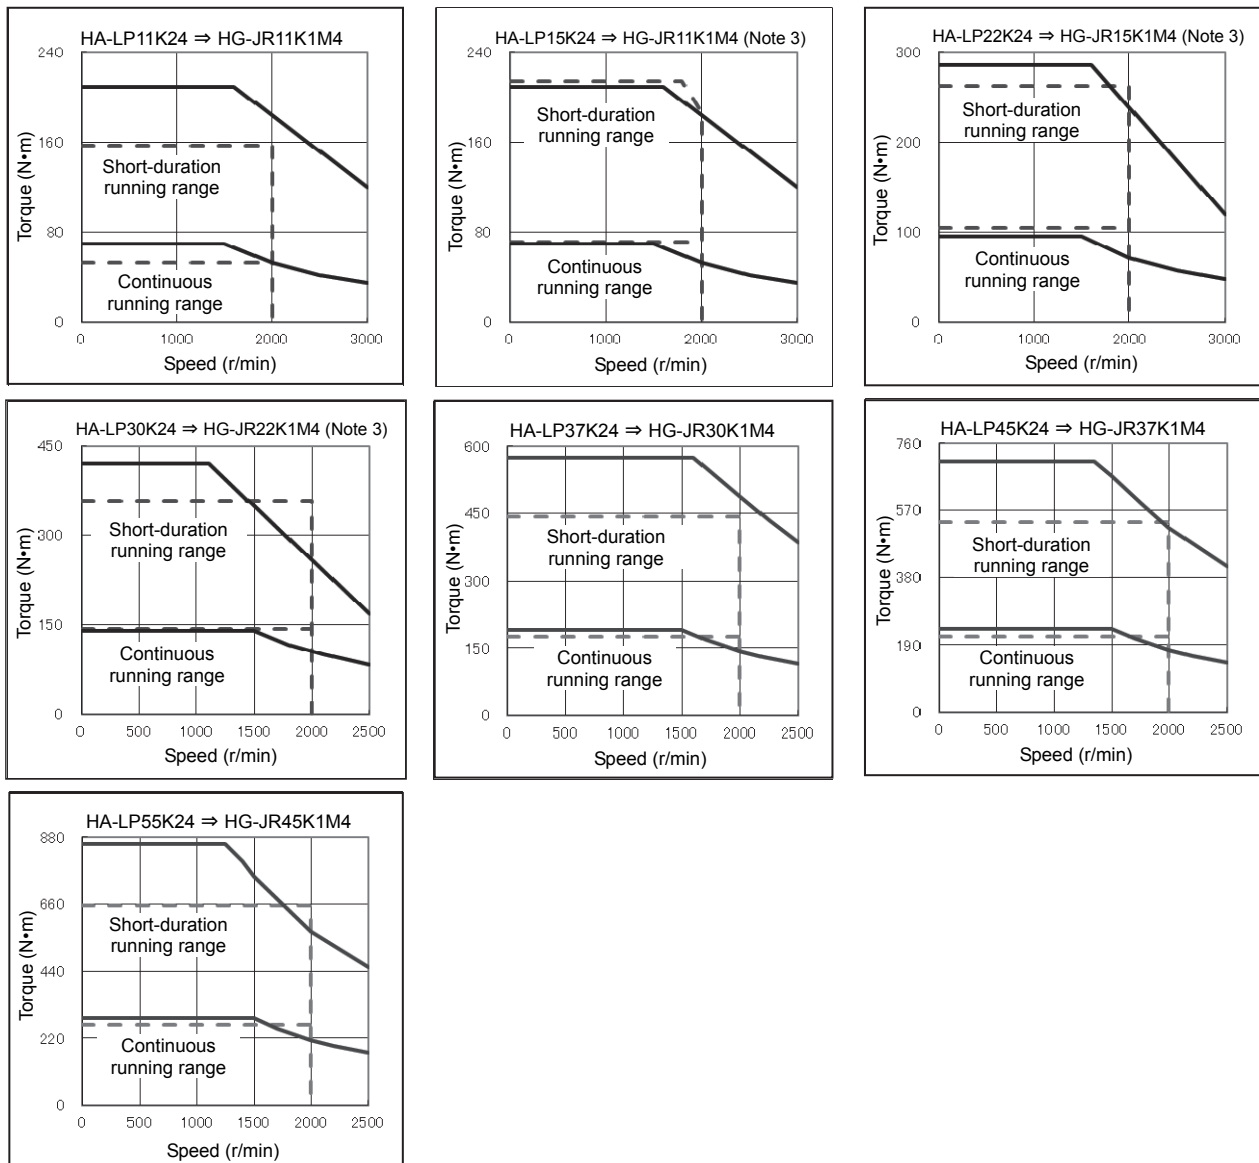 HA-LP11K24 ⇒ HG-JR11K1M4
240
160
80
0
Torque (N•m)
Short-duration
running range
Continuous
running range
0 1000 2000 3000
Speed (r/min)
HA-LP15K24 ⇒ HG-JR11K1M4 (Note 3)
240
160
80
0
Torque (N•m)
Short-duration
running range
Continuous
running range
0 1000 2000 3000
Speed (r/min)
HA-LP22K24 ⇒ HG-JR15K1M4 (Note 3)
300
200
100
0
Torque (N•m)
Short-duration
running range
Continuous
running range
0 1000 2000 3000
Speed (r/min)
HA-LP30K24 ⇒ HG-JR22K1M4 (Note 3)
450
300
150
0
Torque (N•m)
Short-duration
running range
Continuous
running range
0 500 1000 1500 2000 2500
Speed (r/min)
HA-LP37K24 ⇒ HG-JR30K1M4
600
450
300
150
0
Torque (N•m)
Short-duration
running range
Continuous
running range
0 500 1000 1500 2000 2500
Speed (r/min)
HA-LP45K24 ⇒ HG-JR37K1M4
760
570
380
190
0
Torque (N•m)
Short-duration
running range
Continuous
running range
0 500 1000 1500 2000 2500
Speed (r/min)
HA-LP55K24 ⇒ HG-JR45K1M4
880
660
440
220
0
Torque (N•m)
Short-duration
running range
Continuous
running range
0 500 1000 1500 2000 2500
Speed (r/min)